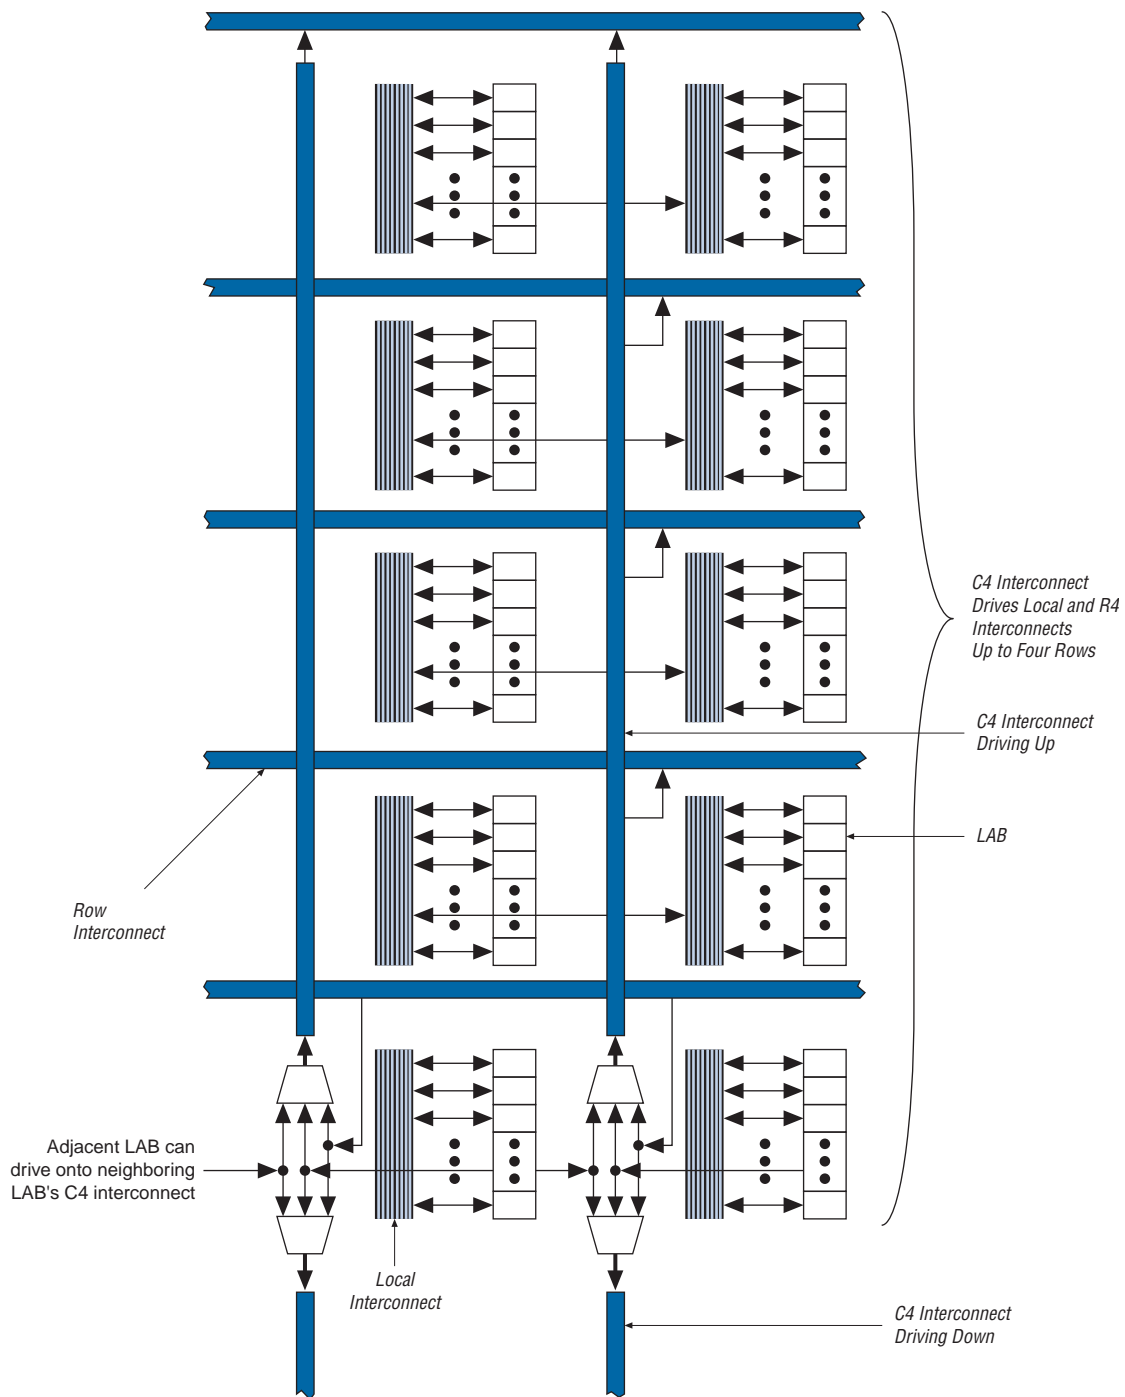 C4 Interconnect
Drives Local and R4
Interconnects
Up to Four Rows
C4 Interconnect
Driving Up
LAB
Row
Interconnect
Adjacent LAB can
drive onto neighboring
LAB's C4 interconnect
Local
Interconnect
C4 Interconnect
Driving Down